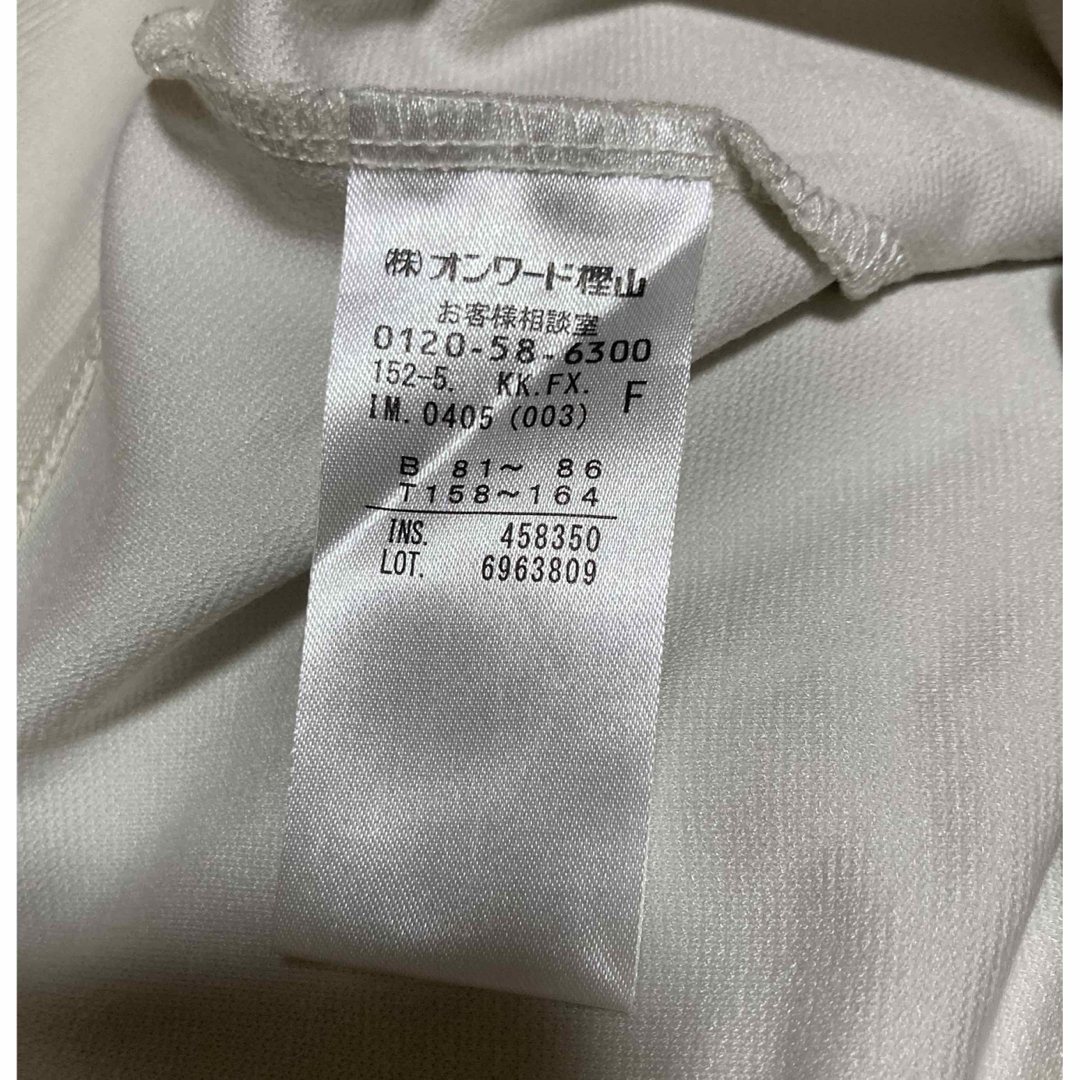 ㈱オンワード樫山
お客様相談室
0120-58-6300
152-5. KK.FX. F
IM. 0405 (003)
B 81〜 86
T158〜164
INS. 458350
LOT. 6963809